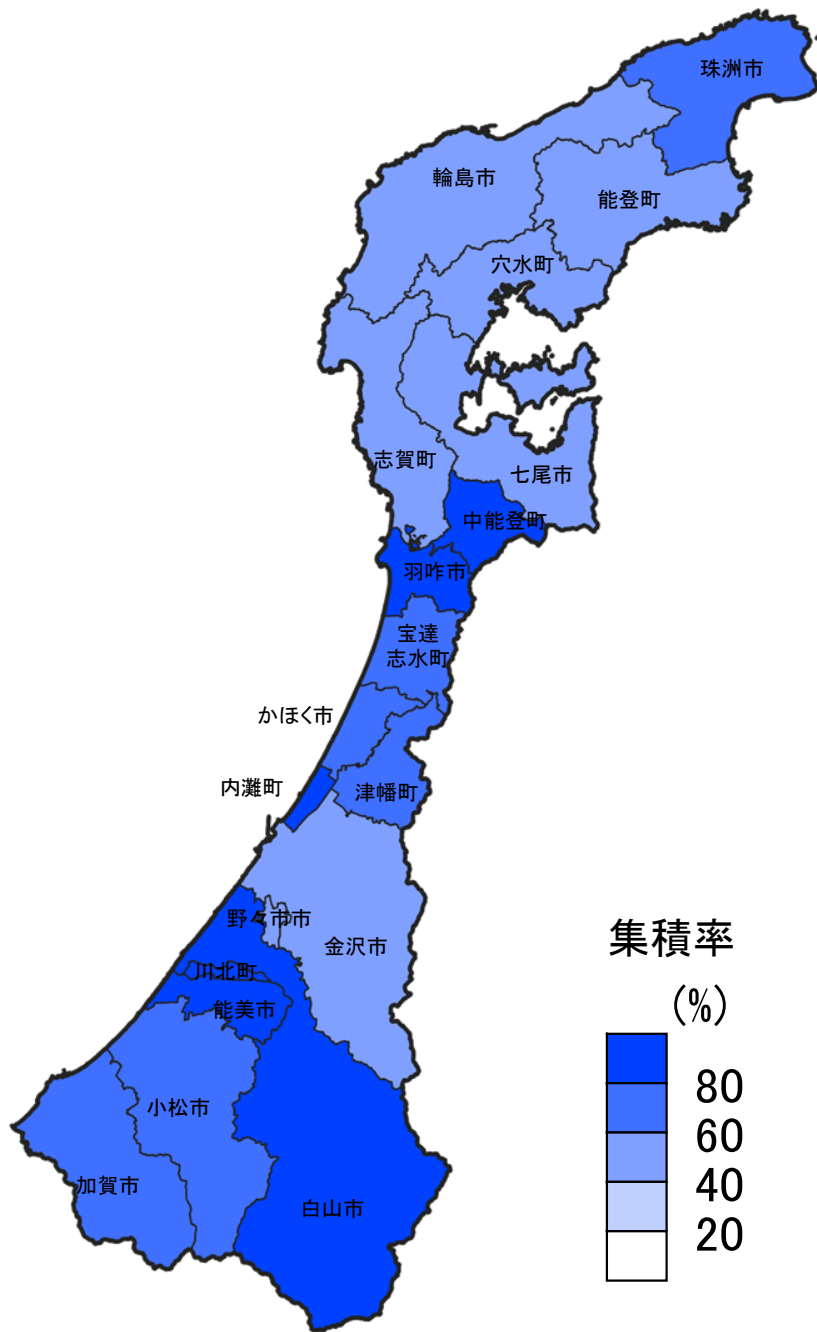 珠洲市
輪島市
能登町
穴水町
志賀町
七尾市
中能登町
羽咋市
宝達
志水町
かほく市
内灘町
津幡町
野々市市
金沢市
川北町
能美市
小松市
加賀市
白山市
集積率
(%)
80
60
40
20